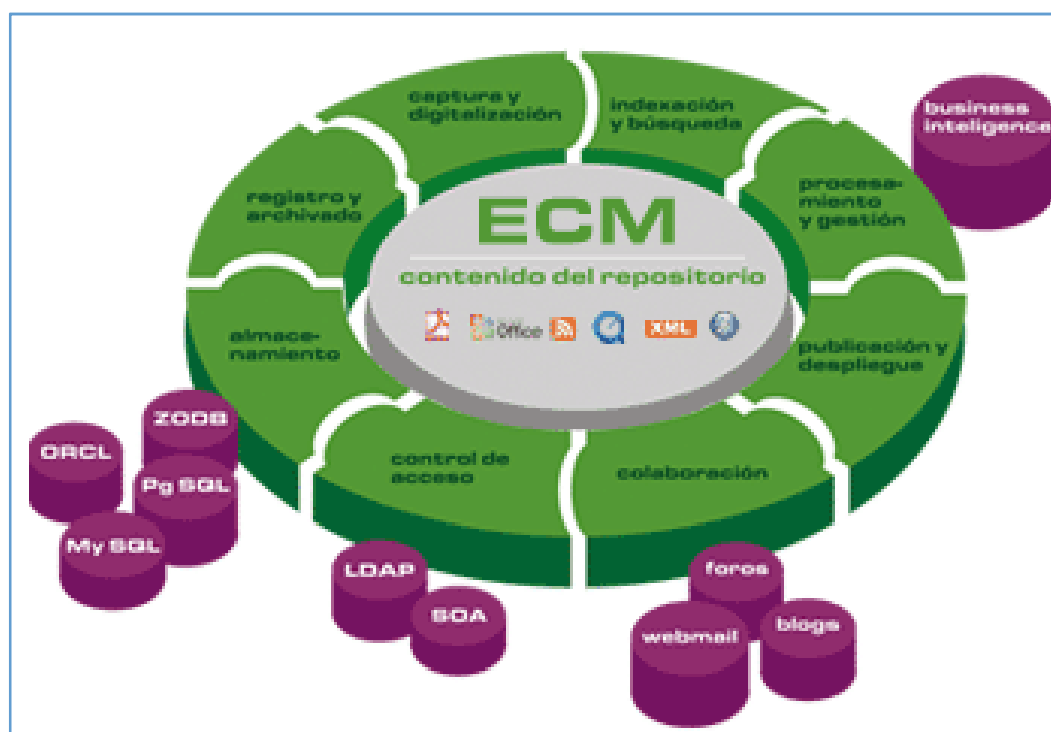 captura y
digitalización
indexación
y búsqueda
business
inteligence
registro y
archivado
procesa-
miento
y gestión
ECM
contenido del repositorio
Office
XML
almace-
namiento
publicación y
despliegue
control de
acceso
colaboración
ZODB
ORCL
Pg SQL
My SQL
LDAP
SOA
foros
webmail
blogs